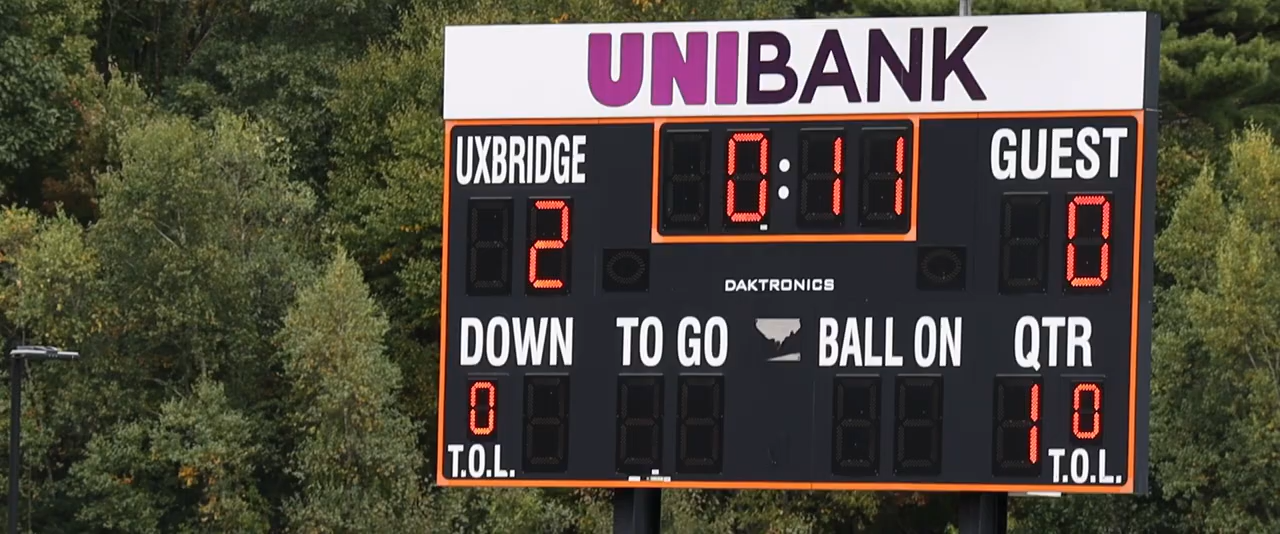 UNIBANK
UXBRIDGE 0:11 GUEST
2 0
DAKTRONICS
DOWN TO GO BALL ON QTR
0 1 0
T.O.L. T.O.L.